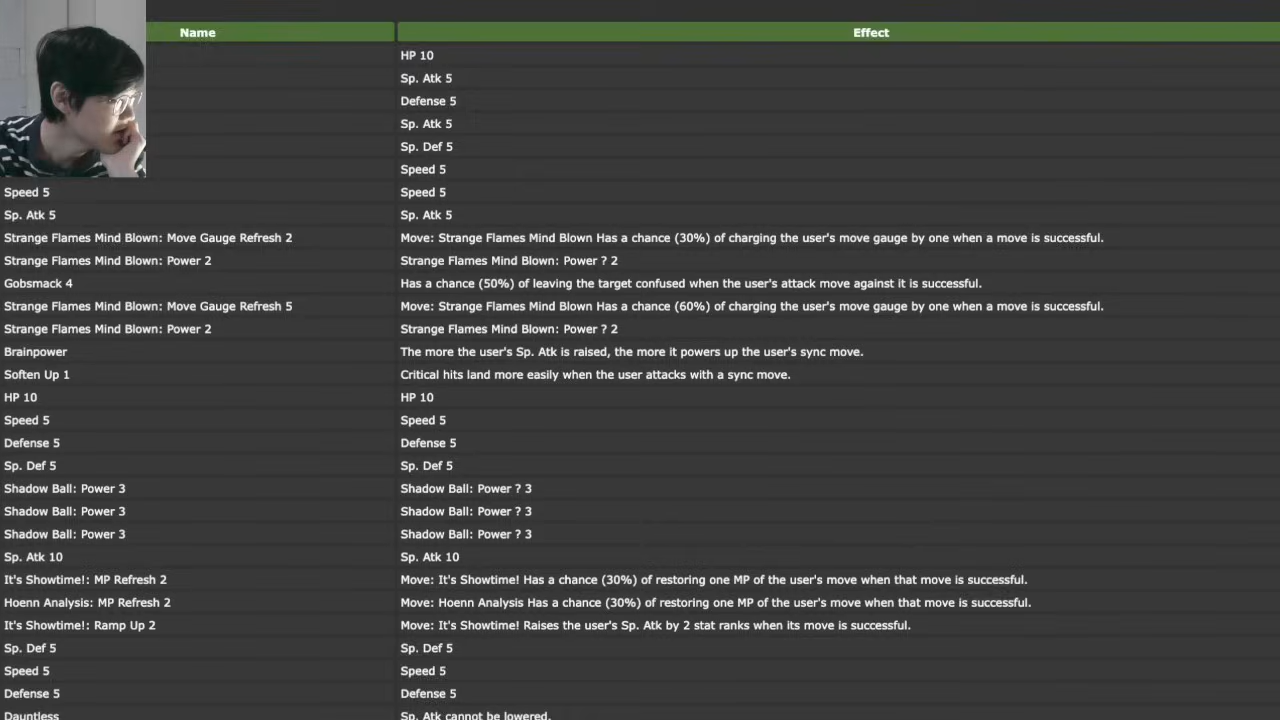 Name Effect
HP 10
Sp. Atk 5
Defense 5
Sp. Atk 5
Sp. Def 5
Speed 5
Speed 5 Speed 5
Sp. Atk 5 Sp. Atk 5
Strange Flames Mind Blown: Move Gauge Refresh 2 Move: Strange Flames Mind Blown Has a chance (30%) of charging the user's move gauge by one when a move is successful.
Strange Flames Mind Blown: Power 2 Strange Flames Mind Blown: Power ? 2
Gobsmack 4 Has a chance (50%) of leaving the target confused when the user's attack move against it is successful.
Strange Flames Mind Blown: Move Gauge Refresh 5 Move: Strange Flames Mind Blown Has a chance (60%) of charging the user's move gauge by one when a move is successful.
Strange Flames Mind Blown: Power 2 Strange Flames Mind Blown: Power ? 2
Brainpower The more the user's Sp. Atk is raised, the more it powers up the user's sync move.
Soften Up 1 Critical hits land more easily when the user attacks with a sync move.
HP 10 HP 10
Speed 5 Speed 5
Defense 5 Defense 5
Sp. Def 5 Sp. Def 5
Shadow Ball: Power 3 Shadow Ball: Power ? 3
Shadow Ball: Power 3 Shadow Ball: Power ? 3
Shadow Ball: Power 3 Shadow Ball: Power ? 3
Sp. Atk 10 Sp. Atk 10
It's Showtime!: MP Refresh 2 Move: It's Showtime! Has a chance (30%) of restoring one MP of the user's move when that move is successful.
Hoenn Analysis: MP Refresh 2 Move: Hoenn Analysis Has a chance (30%) of restoring one MP of the user's move when that move is successful.
It's Showtime!: Ramp Up 2 Move: It's Showtime! Raises the user's Sp. Atk by 2 stat ranks when its move is successful.
Sp. Def 5 Sp. Def 5
Speed 5 Speed 5
Defense 5 Defense 5
Dauntless Sp. Atk cannot be lowered.